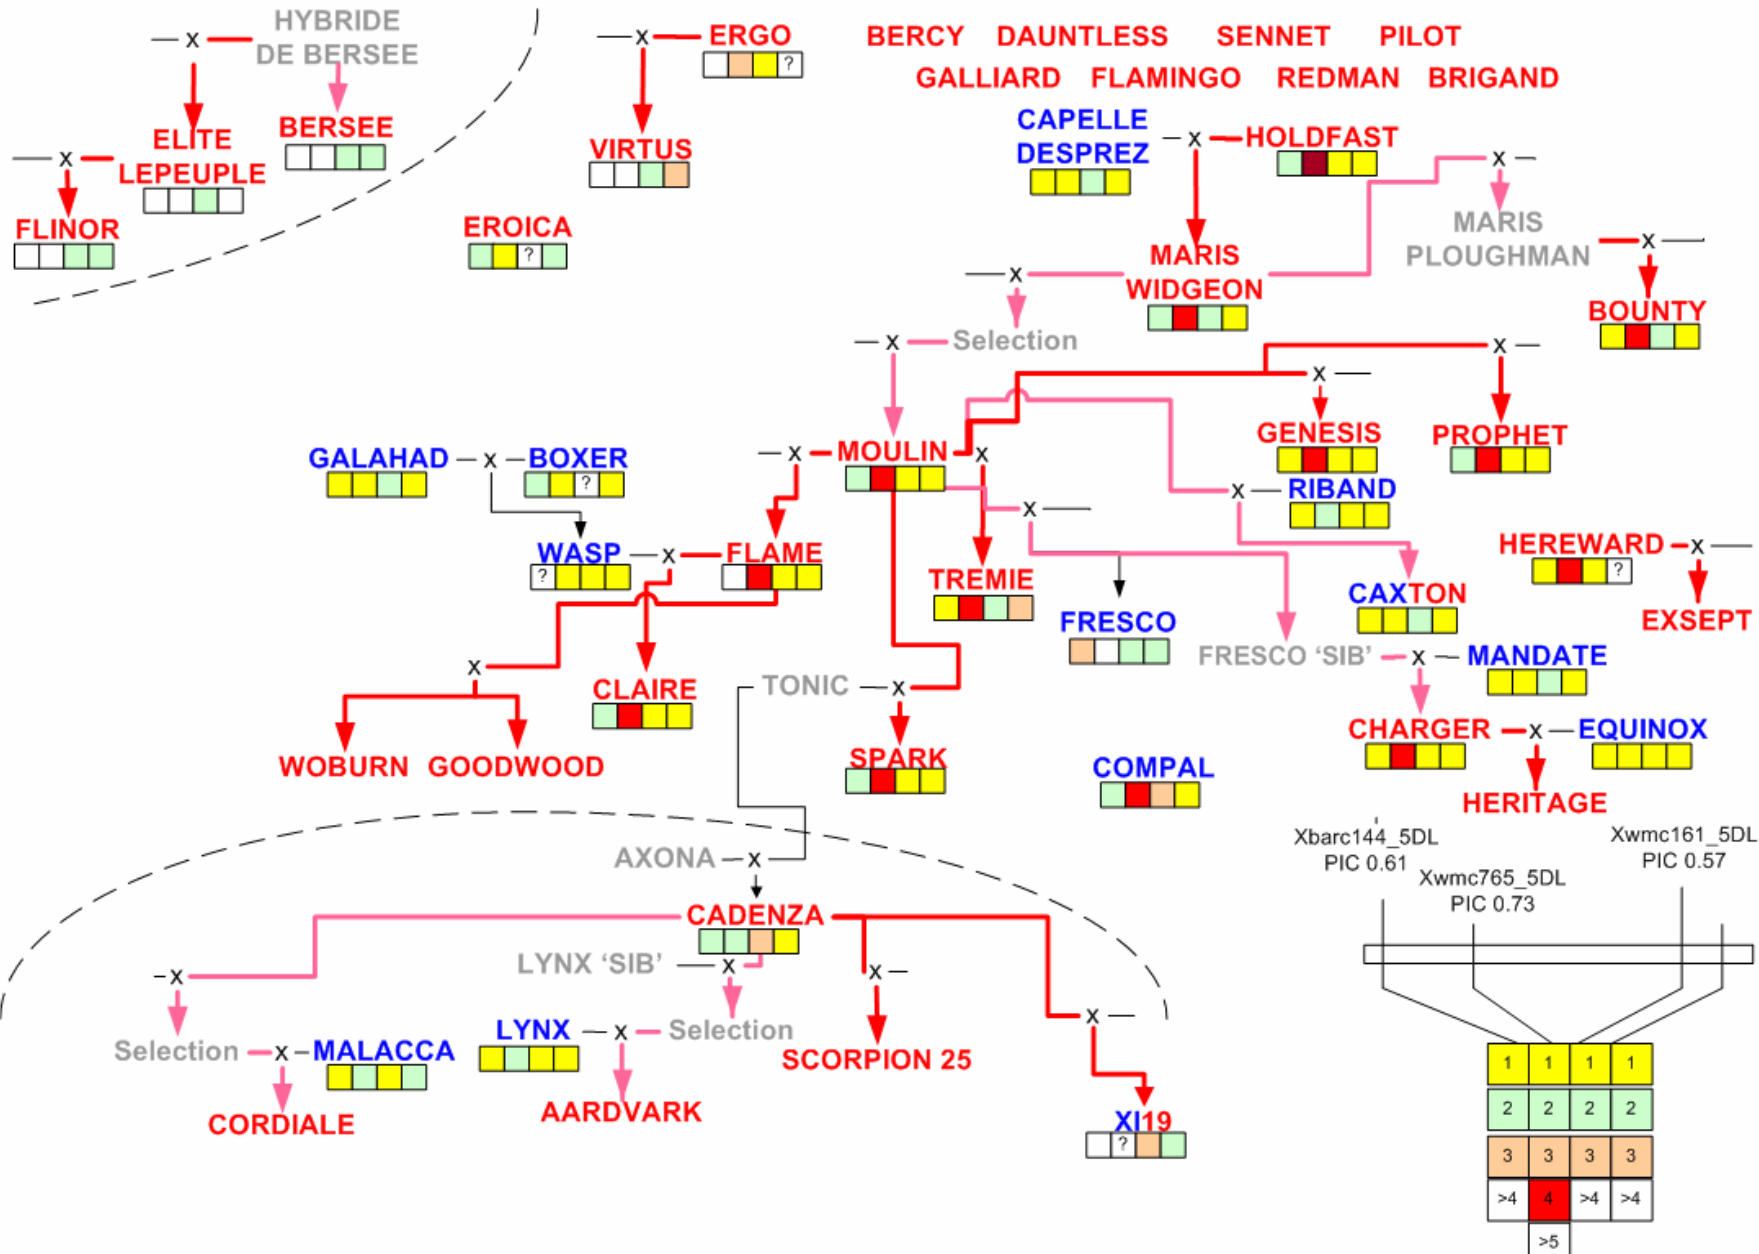 HYBRIDE
DE BERSEE
X
ERGO
X
?
BERCY DAUNTLESS SENNET PILOT
GALLIARD FLAMINGO REDMAN BRIGAND
ELITE
LEPEUPLE
BERSEE
X
FLINOR
VIRTUS
EROICA
?
CAPELLE
DESPREZ
X
HOLDFAST
X
MARIS
PLOUGHMAN
X
MARIS
WIDGEON
X
BOUNTY
Selection
X
X
X
GENESIS
PROPHET
GALAHAD
X
BOXER
?
X
MOULIN
X
X
RIBAND
X
WASP
?
X
FLAME
TREMIE
FRESCO
HEREWARD
?
X
CAXTON
EXSEPT
FRESCO 'SIB'
X
MANDATE
X
CLAIRE
TONIC
X
WOBURN GOODWOOD
SPARK
COMPAL
CHARGER
X
EQUINOX
HERITAGE
AXONA
X
CADENZA
LYNX 'SIB'
X
X
X
X
Selection
X
MALACCA
LYNX
X
Selection
SCORPION 25
CORDIALE
AARDVARK
XI19
?
Xbarc144_5DL
PIC 0.61
Xwmc765_5DL
PIC 0.73
Xwmc161_5DL
PIC 0.57
1 1 1 1
2 2 2 2
3 3 3 3
>4 4 >4 >4
>5